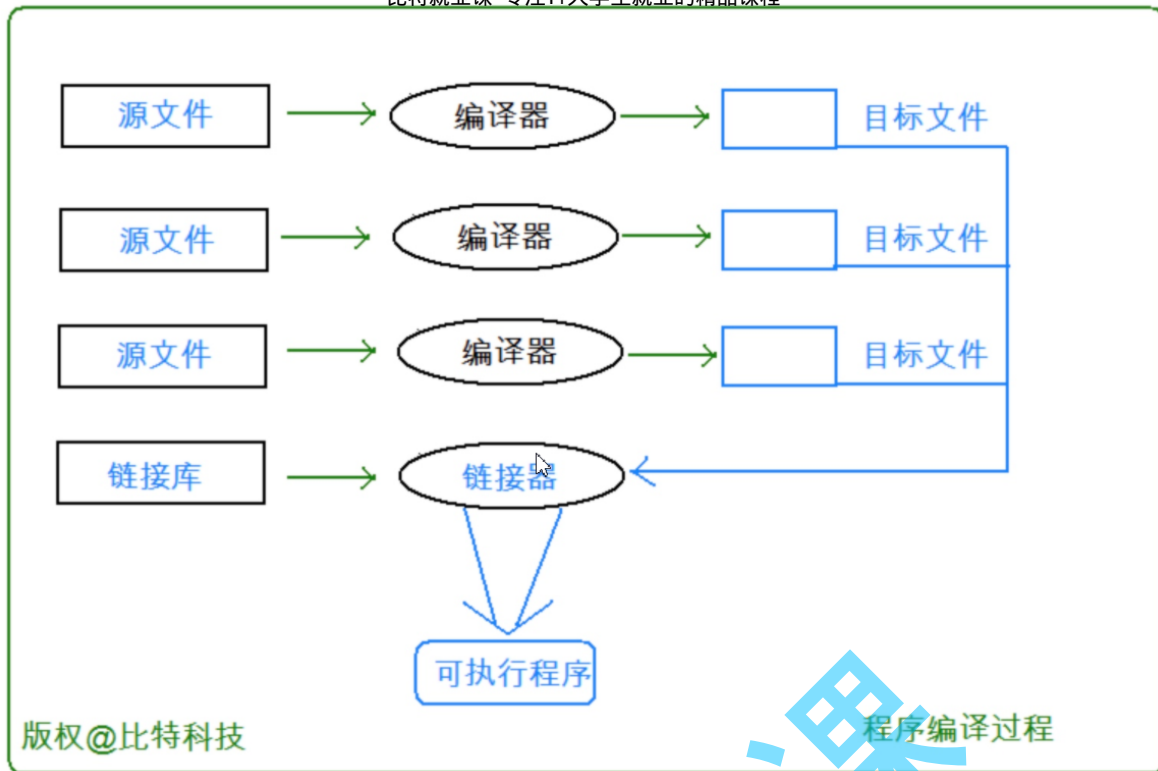 源文件 编译器 目标文件
源文件 编译器 目标文件
源文件 编译器 目标文件
链接库 链接器
可执行程序
版权@比特科技 程序编译过程